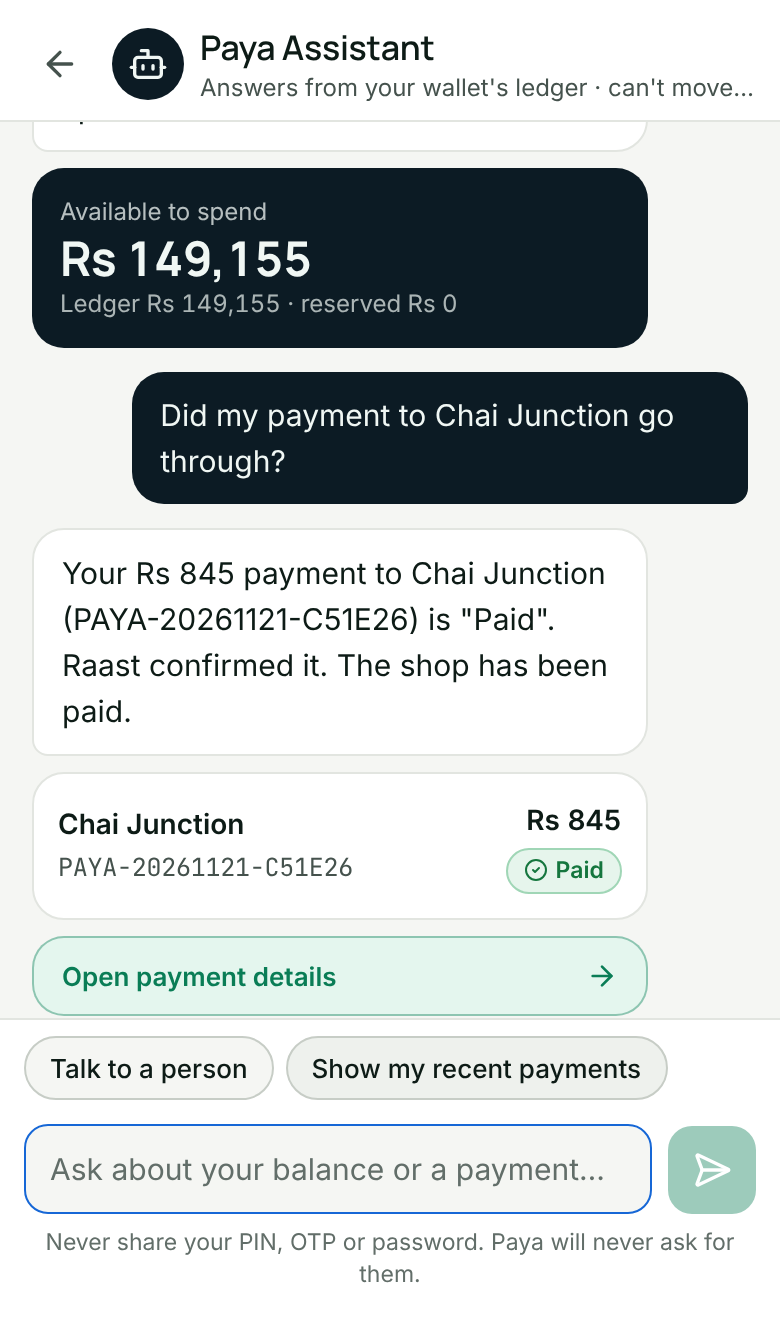 Paya Assistant
Answers from your wallet's ledger · can't move...
Available to spend
Rs 149,155
Ledger Rs 149,155 · reserved Rs 0
Did my payment to Chai Junction go
through?
Your Rs 845 payment to Chai Junction
(PAYA-20261121-C51E26) is "Paid".
Raast confirmed it. The shop has been
paid.
Chai Junction
Rs 845
PAYA-20261121-C51E26
Paid
Open payment details
Talk to a person
Show my recent payments
Ask about your balance or a payment...
Never share your PIN, OTP or password. Paya will never ask for
them.